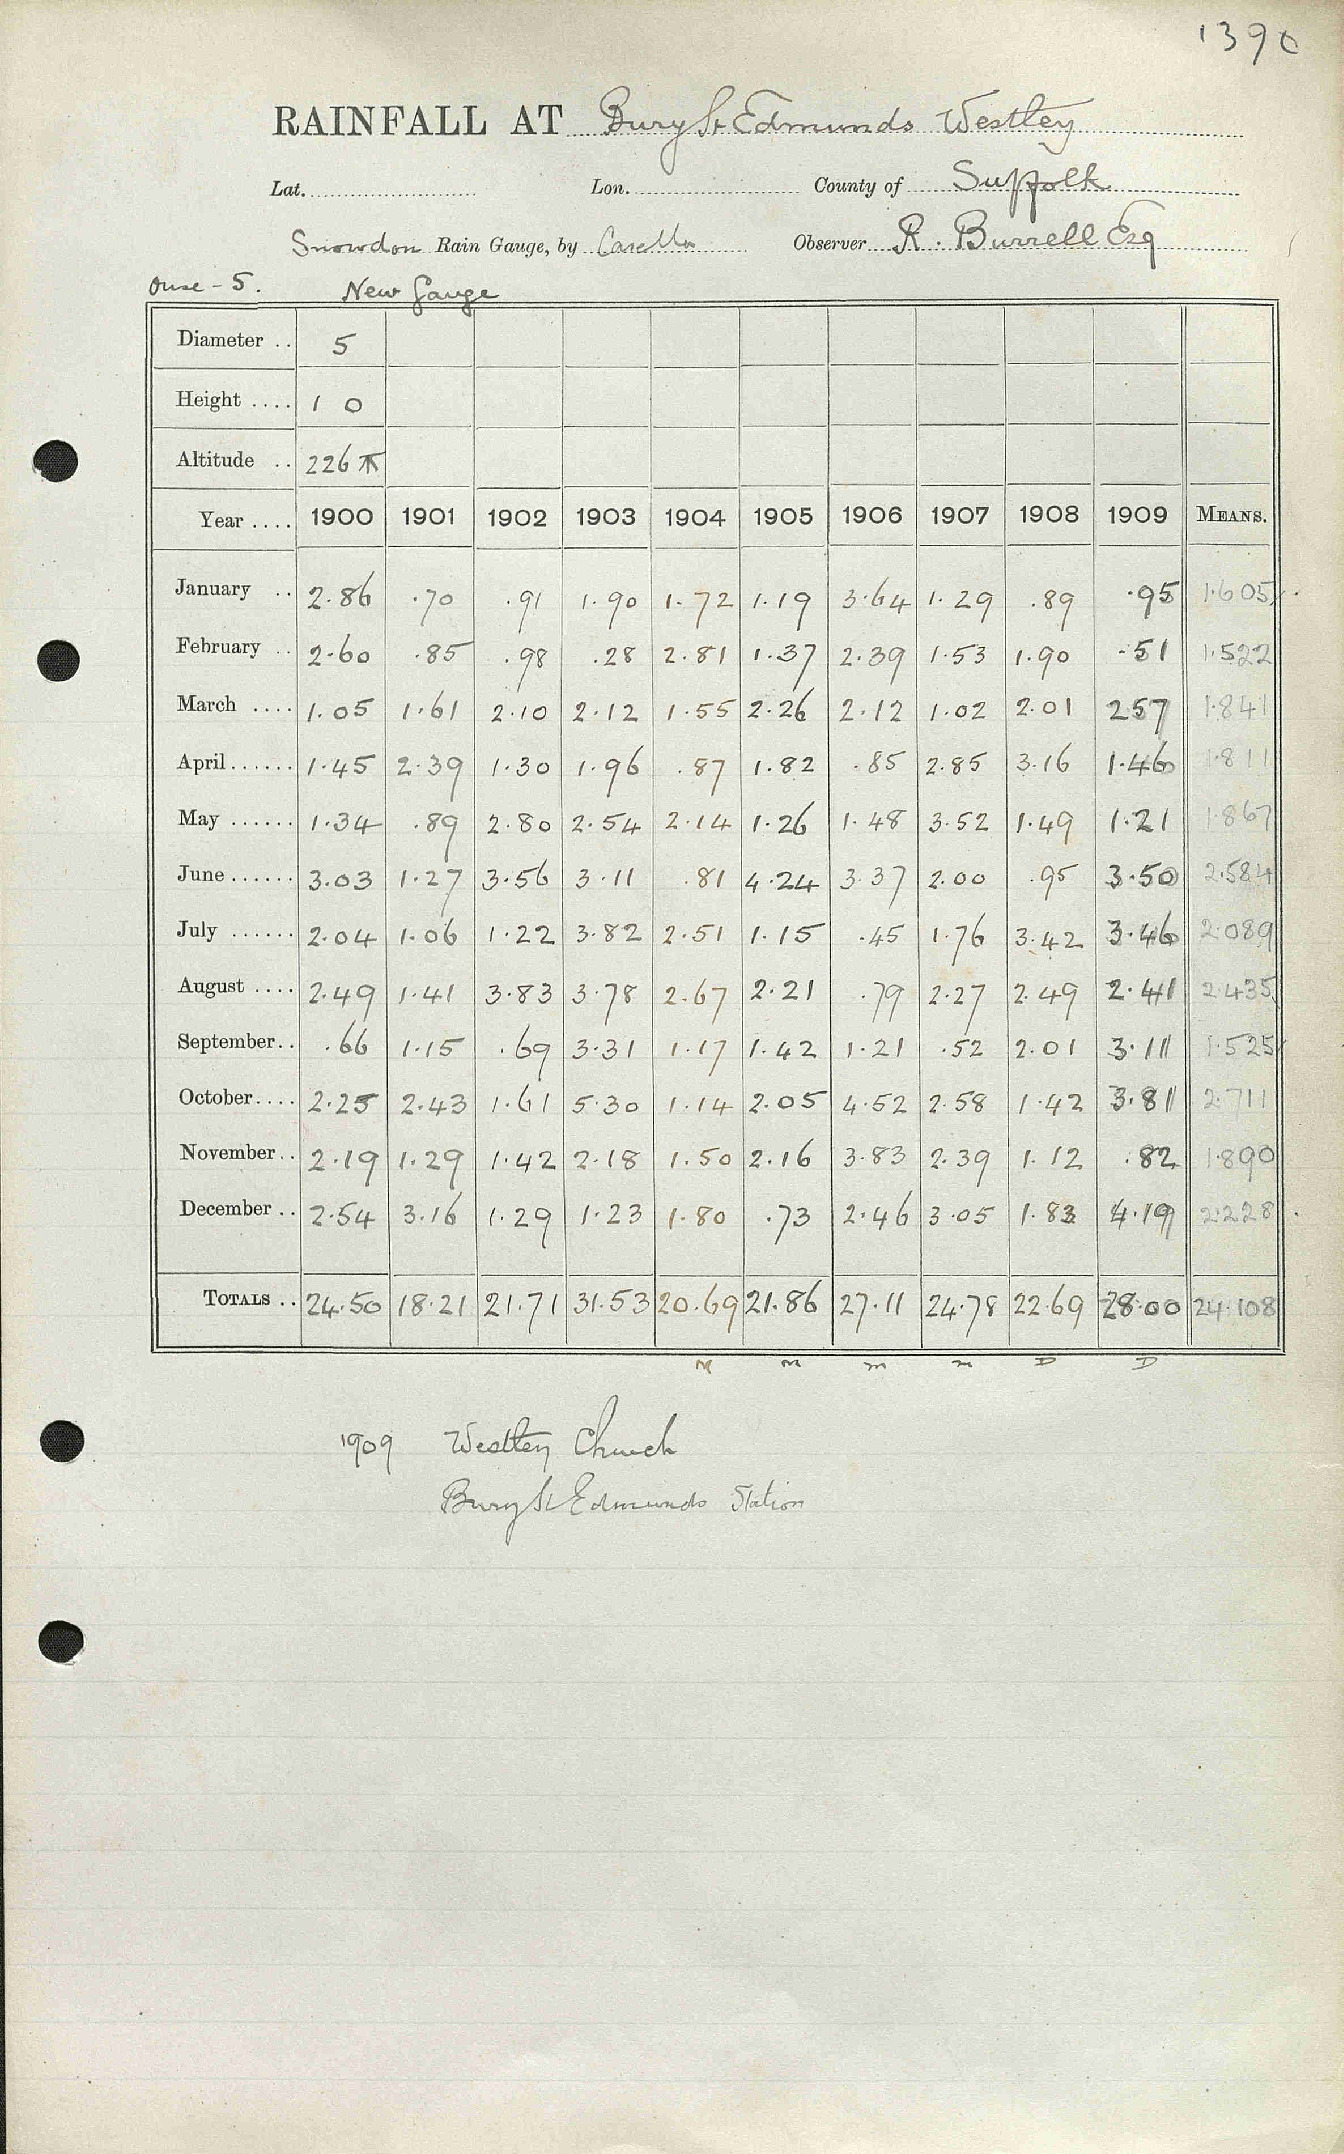 1390
RAINFALL AT Bury St Edmunds Westley
Lat. Lon. County of Suffolk
Snowdon Rain Gauge, by Casella Observer R. Burrell Esq
Ouse - 5. New Gauge
Diameter .. 5
Height .... 1 0
Altitude .. 226 ft
Year .... 1900 1901 1902 1903 1904 1905 1906 1907 1908 1909 MEANS.
January .. 2.86 .70 .91 1.90 1.72 1.19 3.64 1.29 .89 .95 1.605
February .. 2.60 .85 .98 .28 2.81 1.37 2.39 1.53 1.90 .51 1.522
March .... 1.05 1.61 2.10 2.12 1.55 2.26 2.12 1.02 2.01 2.57 1.841
April ...... 1.45 2.39 1.30 1.96 .87 1.82 .85 2.85 3.16 1.46 1.811
May ...... 1.34 .89 2.80 2.54 2.14 1.26 1.48 3.52 1.49 1.21 1.867
June ...... 3.03 1.27 3.56 3.11 .81 4.24 3.37 2.00 .95 3.50 2.584
July ...... 2.04 1.06 1.22 3.82 2.51 1.15 .45 1.76 3.42 3.46 2.089
August .... 2.49 1.41 3.83 3.78 2.67 2.21 .79 2.27 2.49 2.41 2.435
September .. .66 1.15 .69 3.31 1.17 1.42 1.21 .52 2.01 3.11 1.525
October .... 2.25 2.43 1.61 5.30 1.14 2.05 4.52 2.58 1.42 3.81 2.711
November .. 2.19 1.29 1.42 2.18 1.50 2.16 3.83 2.39 1.12 .82 1.890
December .. 2.54 3.16 1.29 1.23 1.80 .73 2.46 3.05 1.83 4.19 2.228
TOTALS .. 24.50 18.21 21.71 31.53 20.69 21.86 27.11 24.78 22.69 28.00 24.108
M M m m D D
1909 Westley Church
Bury St Edmunds Station